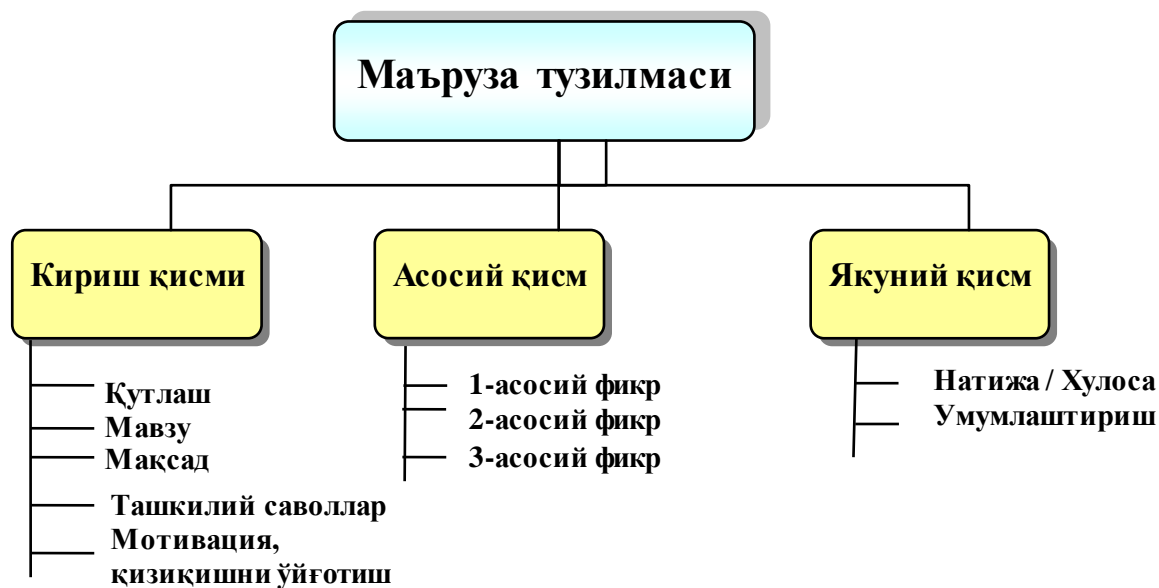 Маъруза тузилмаси
Кириш қисми
Қутлаш
Мавзу
Мақсад
Ташкилий саволлар
Мотивация,
қизиқишни ўйғотиш
Асосий қисм
1-асосий фикр
2-асосий фикр
3-асосий фикр
Якуний қисм
Натижа / Хулоса
Умумлаштириш